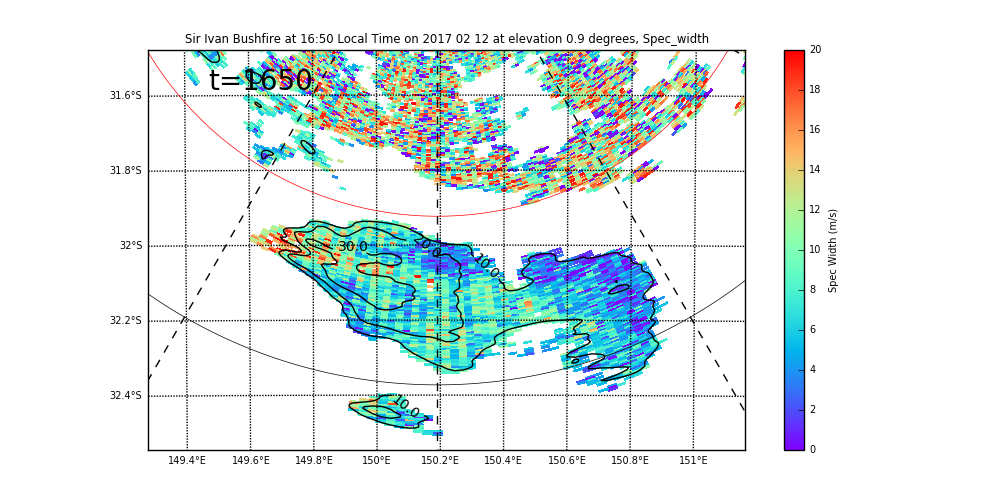 Sir Ivan Bushfire at 16:50 Local Time on 2017 02 12 at elevation 0.9 degrees, Spec_width
t=1650
31.6°S
31.8°S
32°S
32.2°S
32.4°S
149.4°E
149.6°E
149.8°E
150°E
150.2°E
150.4°E
150.6°E
150.8°E
151°E
30.0
10.0
10.0
20
18
16
14
12
10
8
6
4
2
0
Spec Width (m/s)